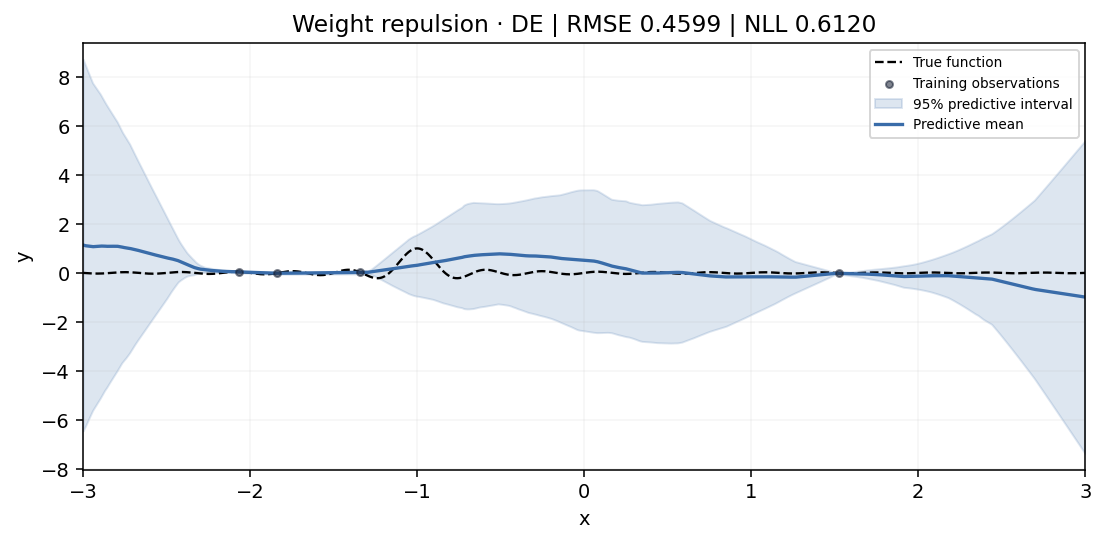 Weight repulsion · DE | RMSE 0.4599 | NLL 0.6120
True function
Training observations
95% predictive interval
Predictive mean
8
6
4
2
0
−2
−4
−6
−8
y
−3
−2
−1
0
1
2
3
x